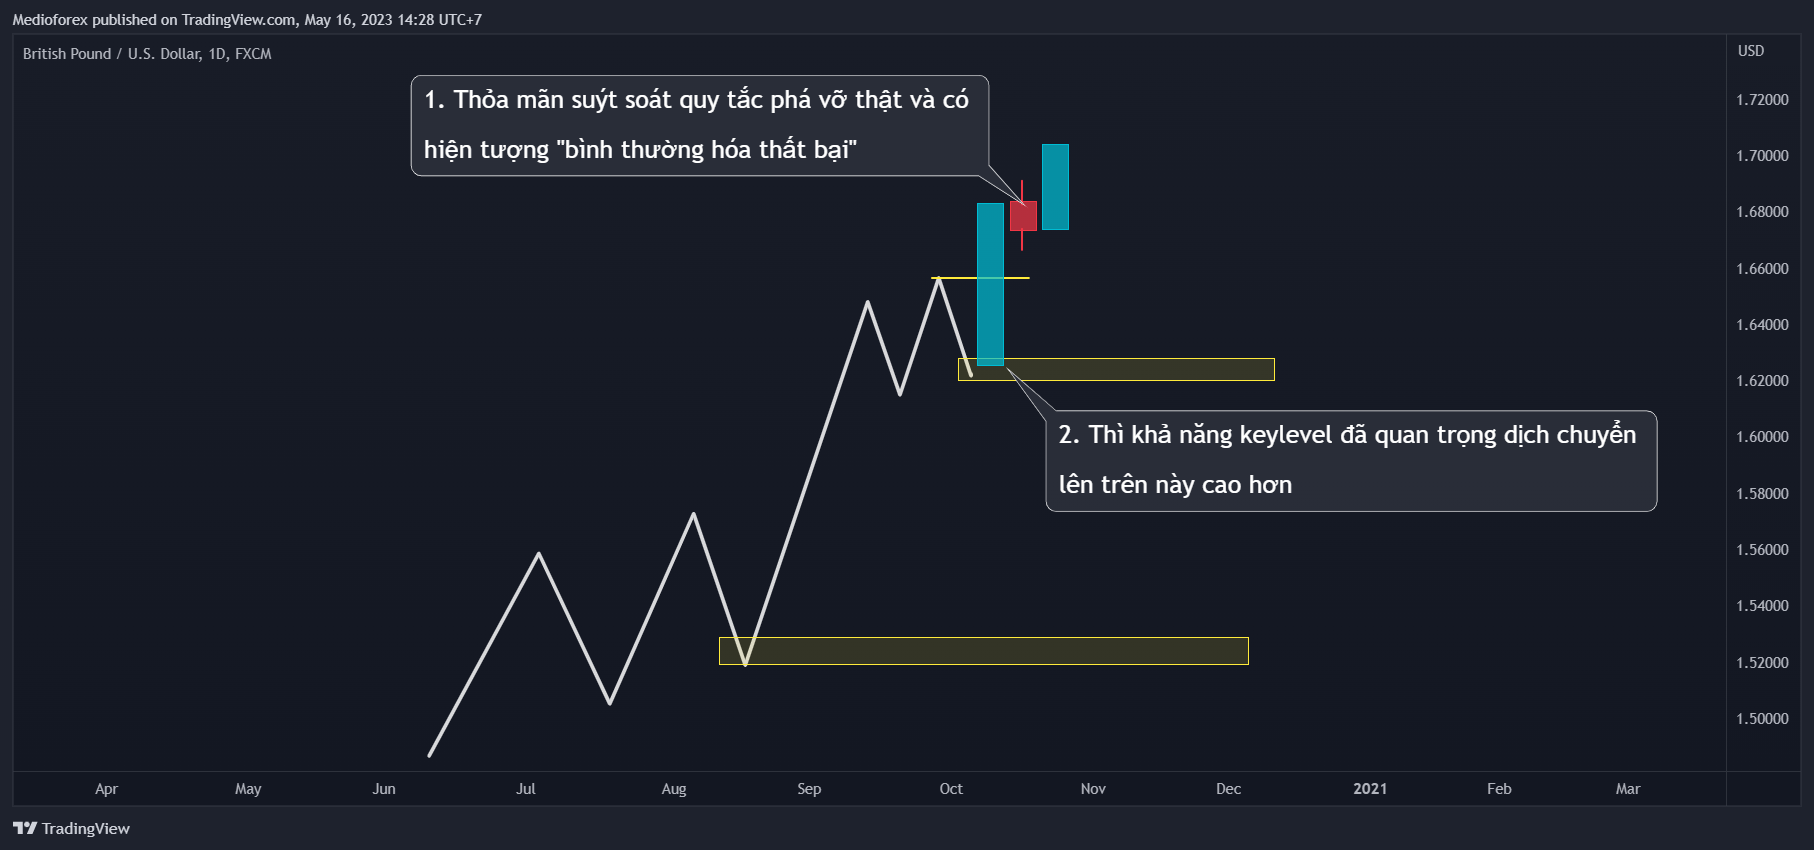 Medioforex published on TradingView.com, May 16, 2023 14:28 UTC+7
British Pound / U.S. Dollar, 1D, FXCM
USD
1. Thỏa mãn suýt soát quy tắc phá vỡ thật và có
hiện tượng "bình thường hóa thất bại"
1.72000
1.70000
1.68000
1.66000
1.64000
1.62000
1.60000
2. Thì khả năng keylevel đã quan trọng dịch chuyển
lên trên này cao hơn
1.58000
1.56000
1.54000
1.52000
1.50000
Apr May Jun Jul Aug Sep Oct Nov Dec 2021 Feb Mar
TradingView